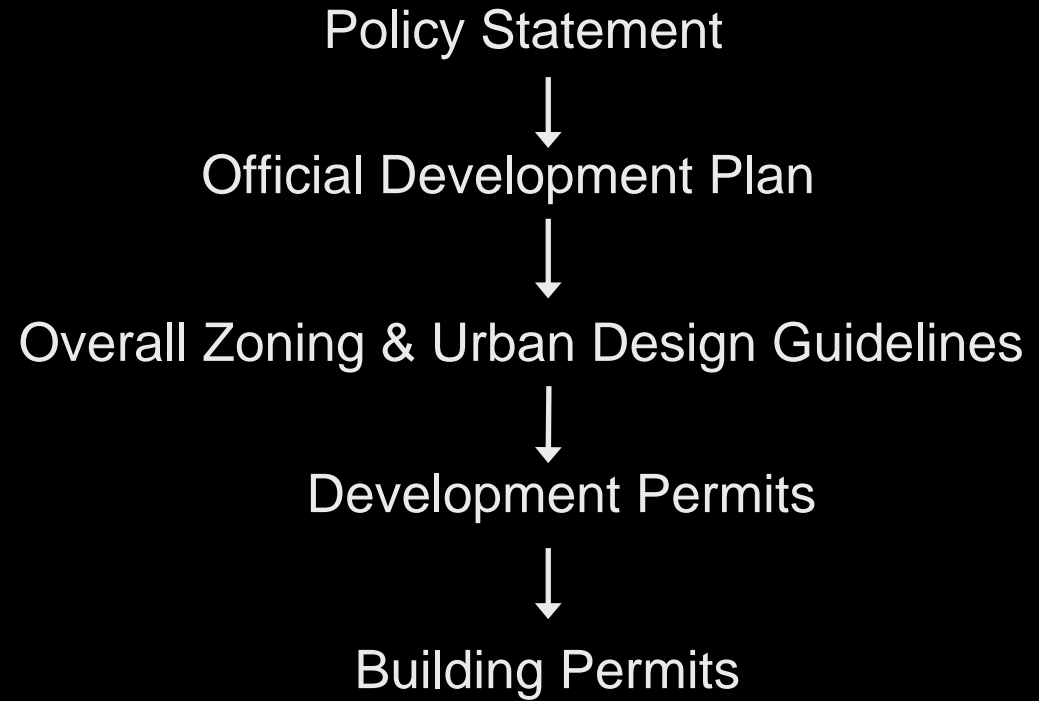 Policy Statement
Official Development Plan
Overall Zoning & Urban Design Guidelines
Development Permits
Building Permits